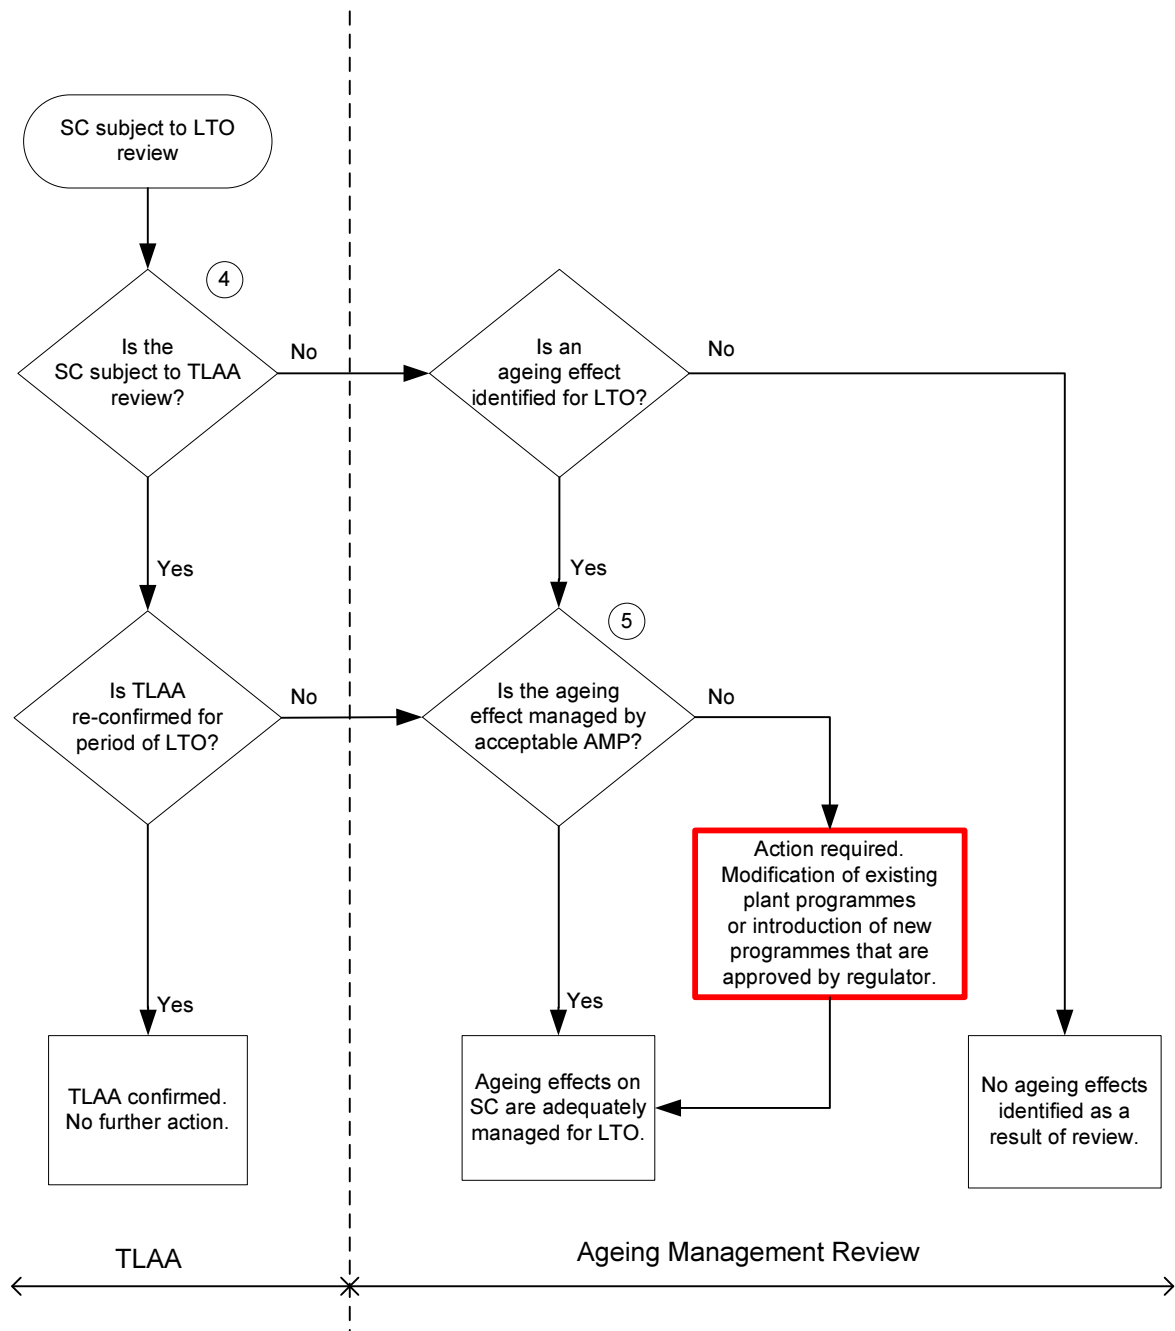 SC subject to LTO
review
4
Is the
SC subject to TLAA
review?
No
Is an
ageing effect
identified for LTO?
No
Yes
Yes
5
Is TLAA
re-confirmed for
period of LTO?
No
Is the ageing
effect managed by
acceptable AMP?
No
Action required.
Modification of existing
plant programmes
or introduction of new
programmes that are
approved by regulator.
Yes
Yes
TLAA confirmed.
No further action.
Ageing effects on
SC are adequately
managed for LTO.
No ageing effects
identified as a
result of review.
TLAA
Ageing Management Review